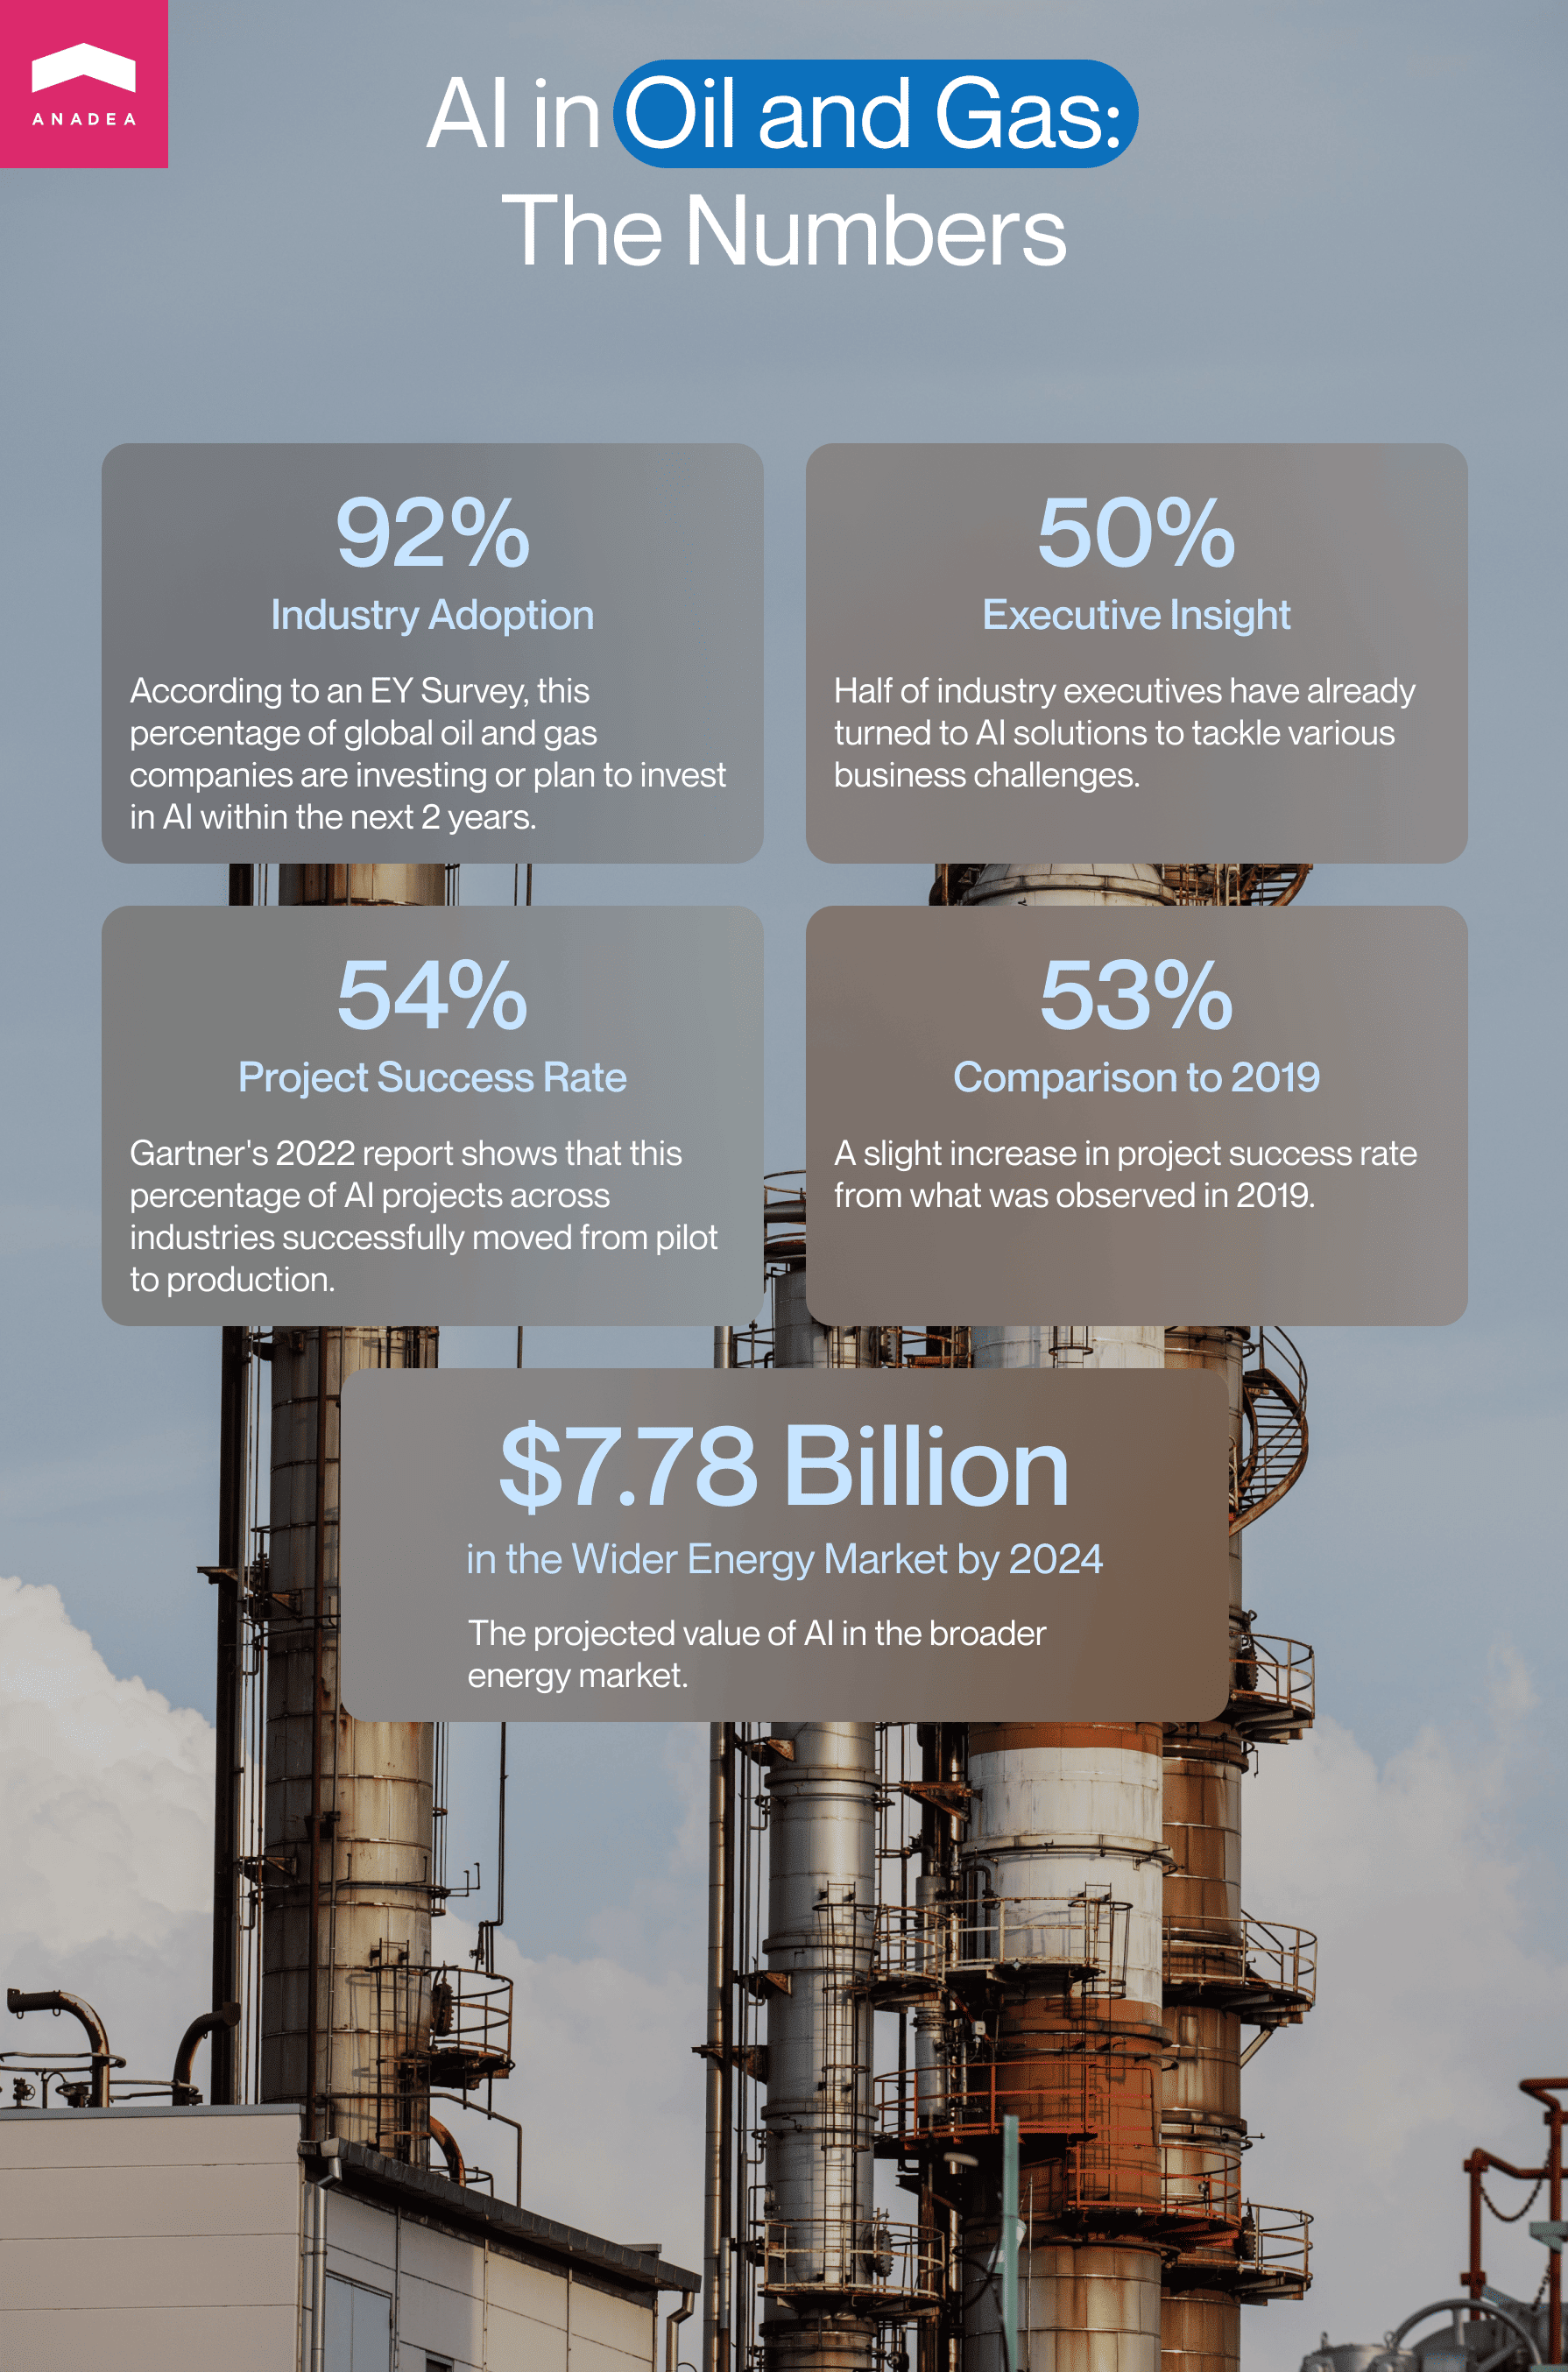 ANADEA
AI in Oil and Gas:
The Numbers
92%
Industry Adoption
According to an EY Survey, this
percentage of global oil and gas
companies are investing or plan to invest
in AI within the next 2 years.
50%
Executive Insight
Half of industry executives have already
turned to AI solutions to tackle various
business challenges.
54%
Project Success Rate
Gartner's 2022 report shows that this
percentage of AI projects across
industries successfully moved from pilot
to production.
53%
Comparison to 2019
A slight increase in project success rate
from what was observed in 2019.
$7.78 Billion
in the Wider Energy Market by 2024
The projected value of AI in the broader
energy market.